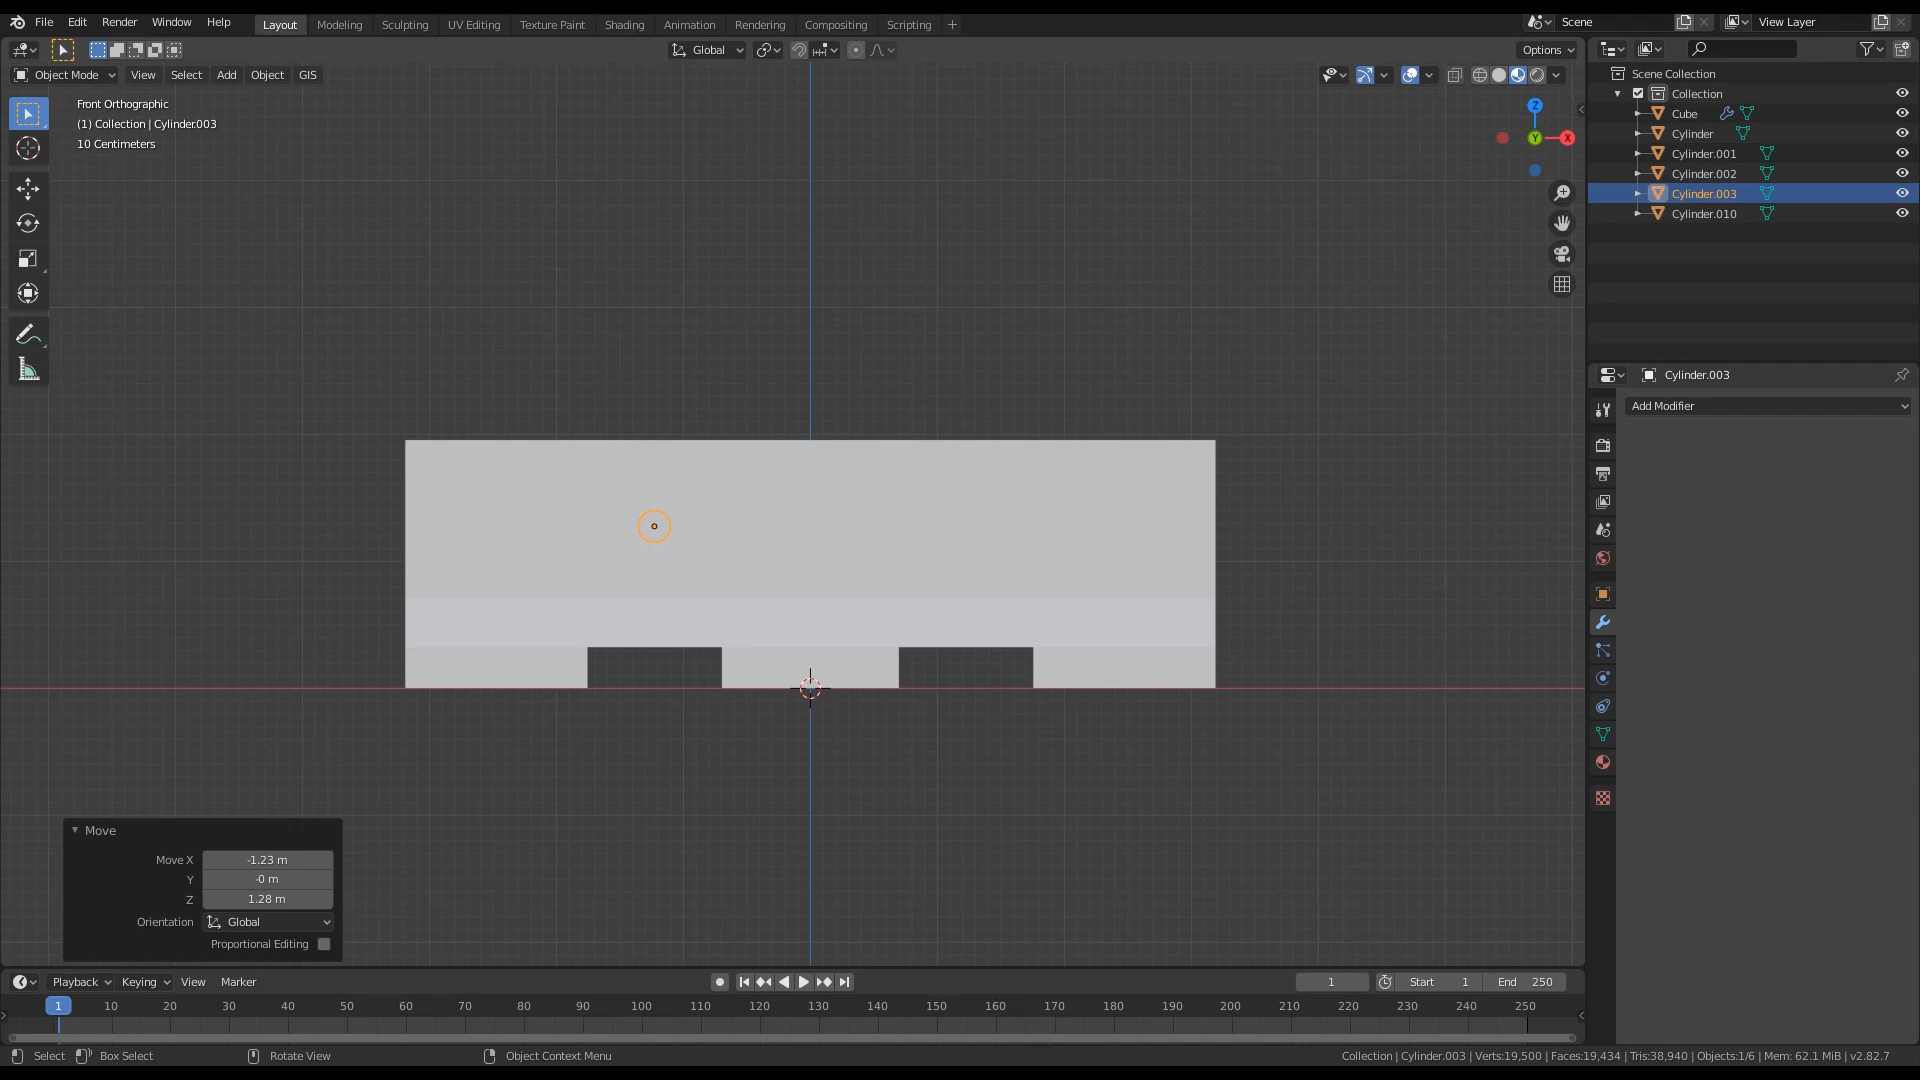 File Edit Render Window Help Layout Modeling Sculpting UV Editing Texture Paint Shading Animation Rendering Compositing Scripting + Scene View Layer
Global Options
Object Mode View Select Add Object GIS
Front Orthographic
(1) Collection | Cylinder.003
10 Centimeters
Z
Y
X
Scene Collection
Collection
Cube
Cylinder
Cylinder.001
Cylinder.002
Cylinder.003
Cylinder.010
Cylinder.003
Add Modifier
Move
Move X -1.23 m
Y -0 m
Z 1.28 m
Orientation Global
Proportional Editing
Playback Keying View Marker 1 Start 1 End 250
1 10 20 30 40 50 60 70 80 90 100 110 120 130 140 150 160 170 180 190 200 210 220 230 240 250
Select Box Select Rotate View Object Context Menu Collection | Cylinder.003 | Verts:19,500 | Faces:19,434 | Tris:38,940 | Objects:1/6 | Mem: 62.1 MiB | v2.82.7